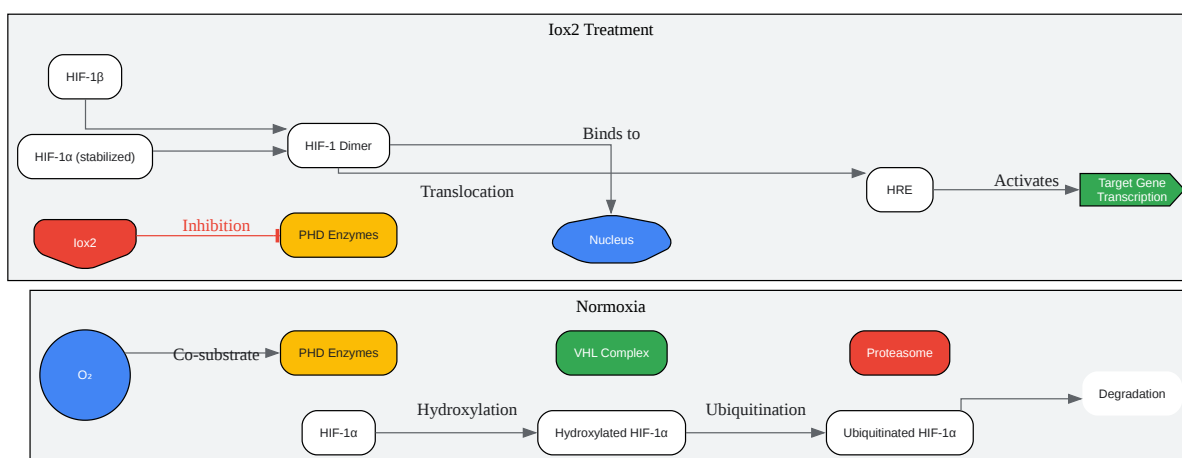 Iox2 Treatment
HIF-1β
HIF-1α (stabilized)
HIF-1 Dimer
Binds to
Translocation
HRE
Activates
Target Gene
Transcription
Iox2
Inhibition
PHD Enzymes
Nucleus
Normoxia
O₂
Co-substrate
PHD Enzymes
VHL Complex
Proteasome
Degradation
HIF-1α
Hydroxylation
Hydroxylated HIF-1α
Ubiquitination
Ubiquitinated HIF-1α